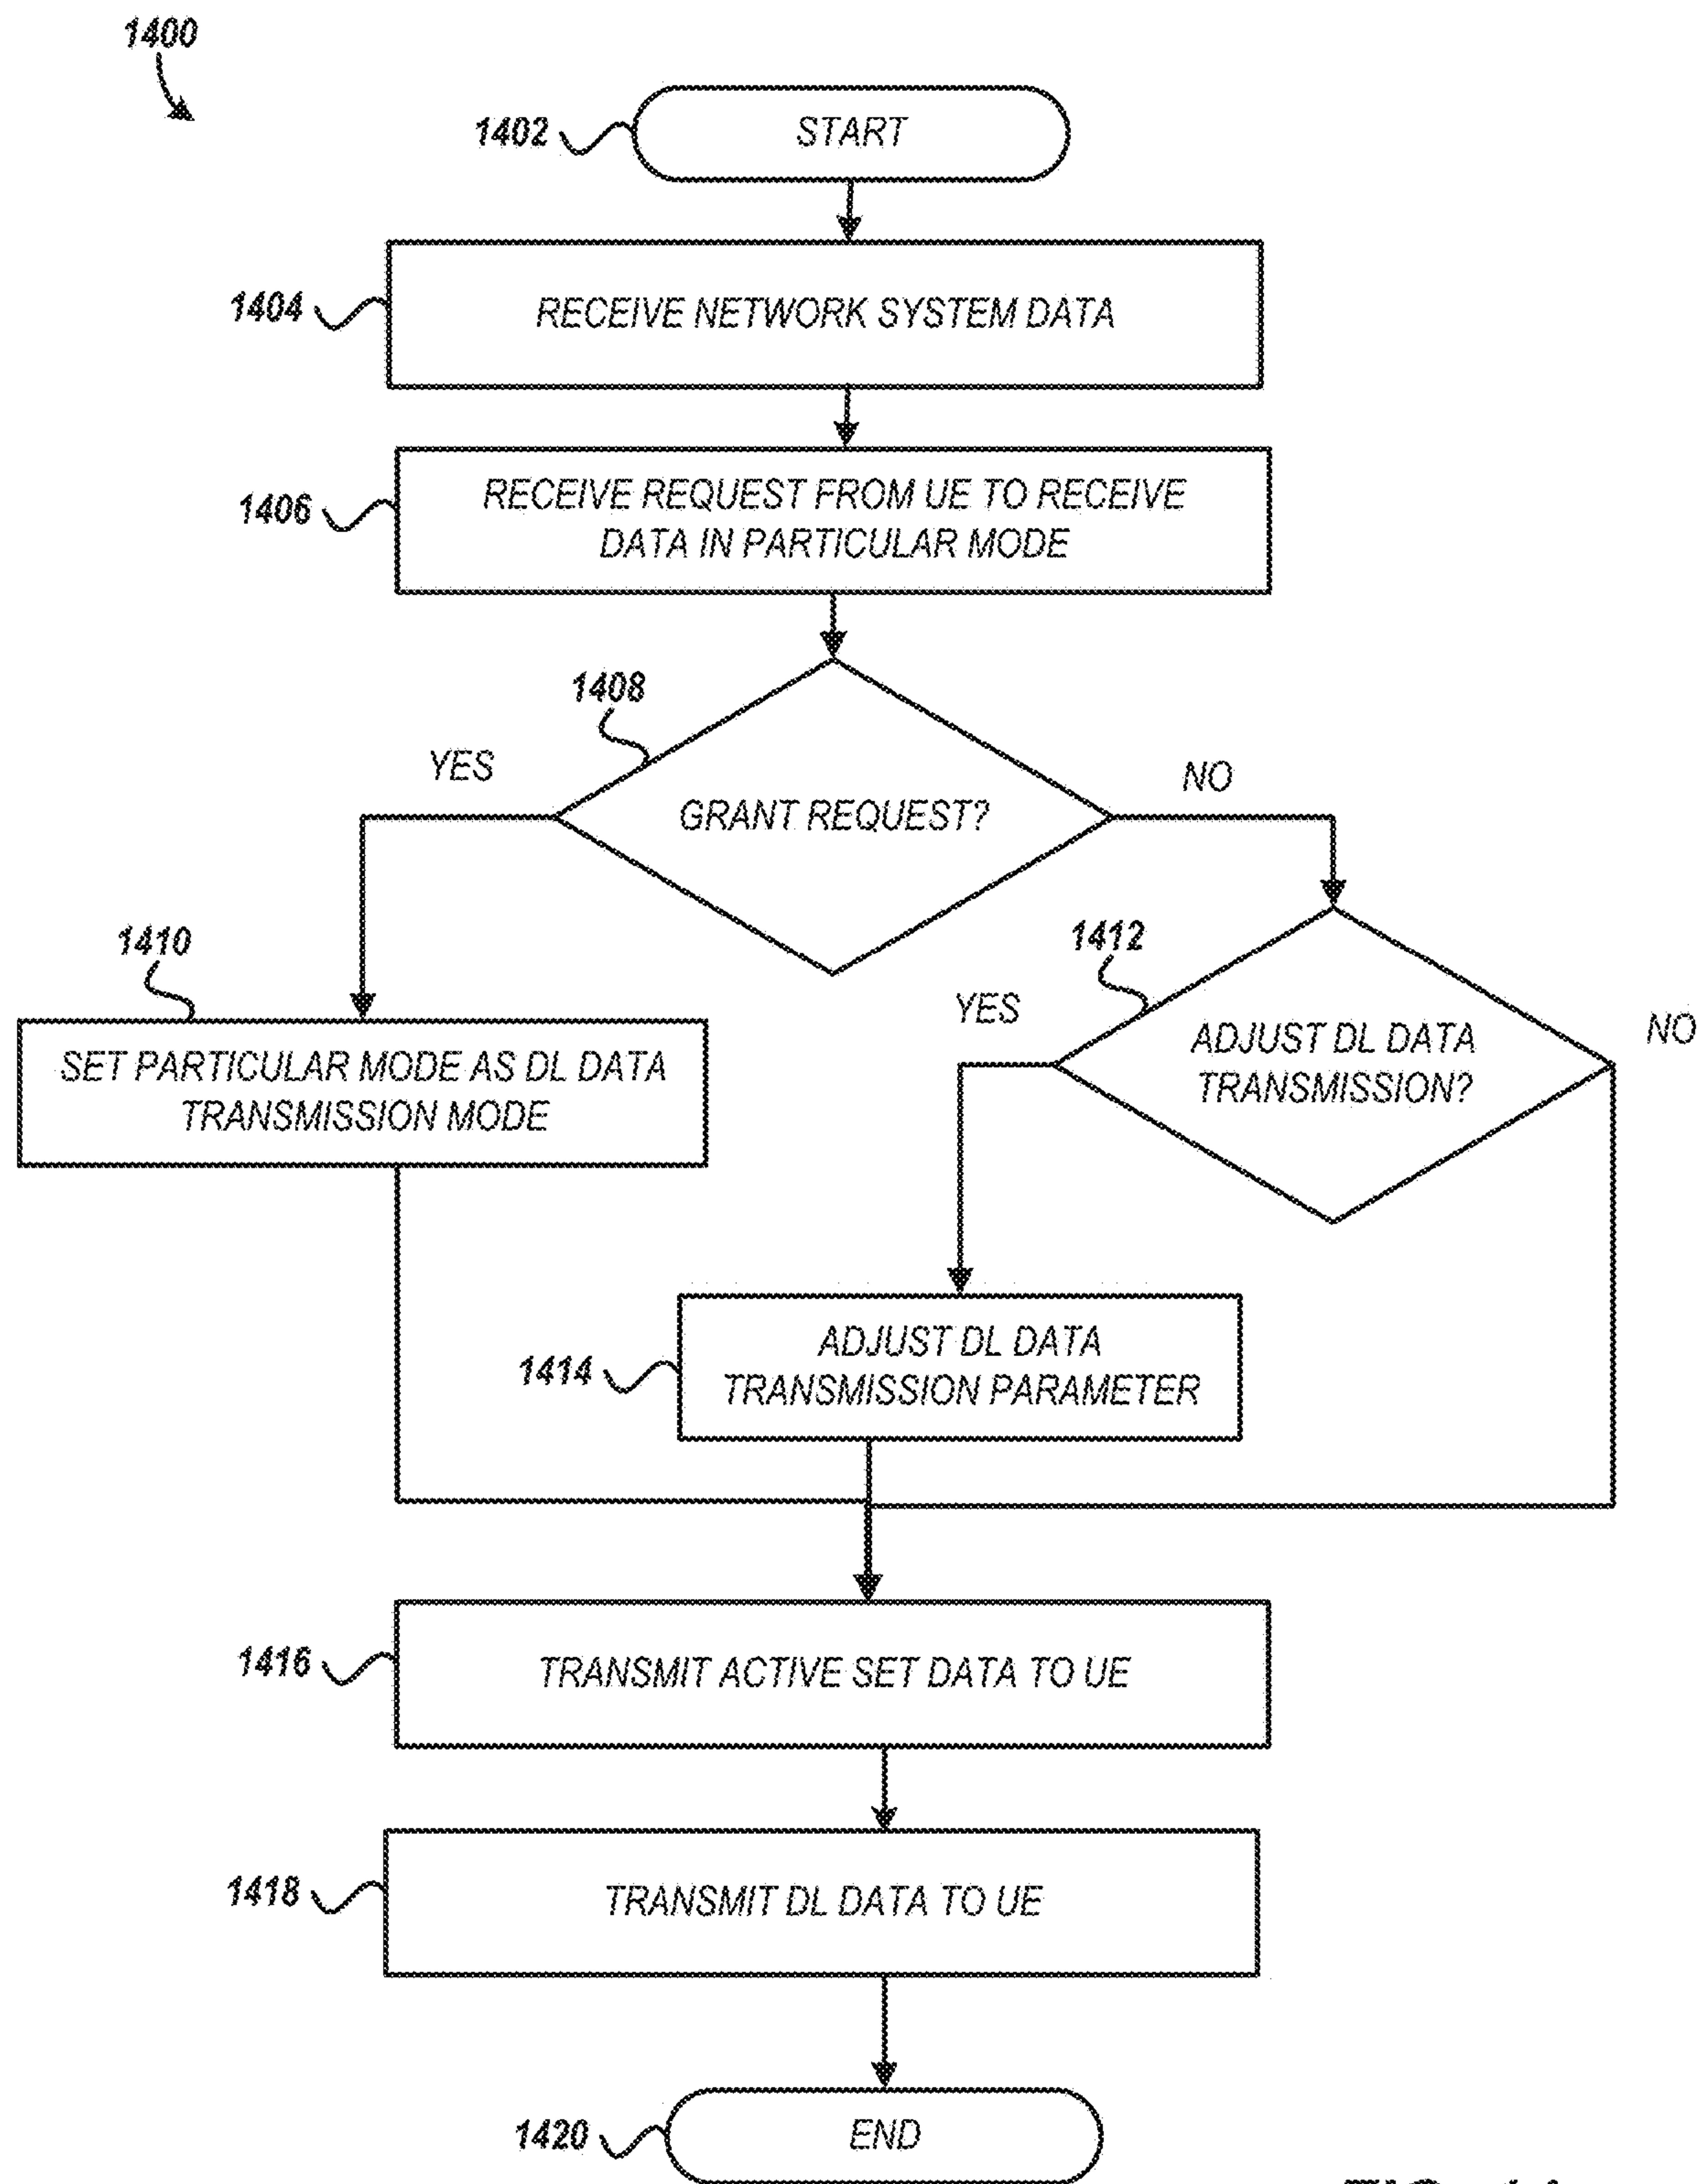 1400
1402
START
1404
RECEIVE NETWORK SYSTEM DATA
1406
RECEIVE REQUEST FROM UE TO RECEIVE
DATA IN PARTICULAR MODE
1408
YES
NO
GRANT REQUEST?
1410
1412
YES
NO
SET PARTICULAR MODE AS DL DATA
TRANSMISSION MODE
ADJUST DL DATA
TRANSMISSION?
1414
ADJUST DL DATA
TRANSMISSION PARAMETER
1416
TRANSMIT ACTIVE SET DATA TO UE
1418
TRANSMIT DL DATA TO UE
1420
END